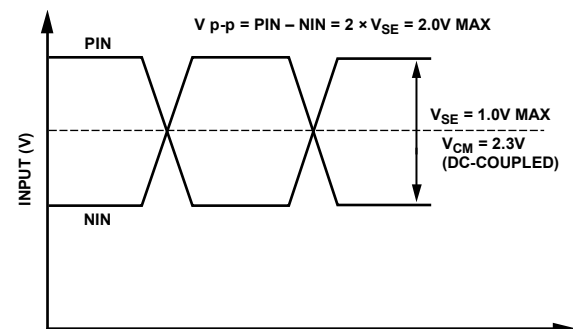 V p-p = PIN – NIN = 2 × VSE = 2.0V MAX
PIN
VSE = 1.0V MAX
VCM = 2.3V
(DC-COUPLED)
INPUT (V)
NIN